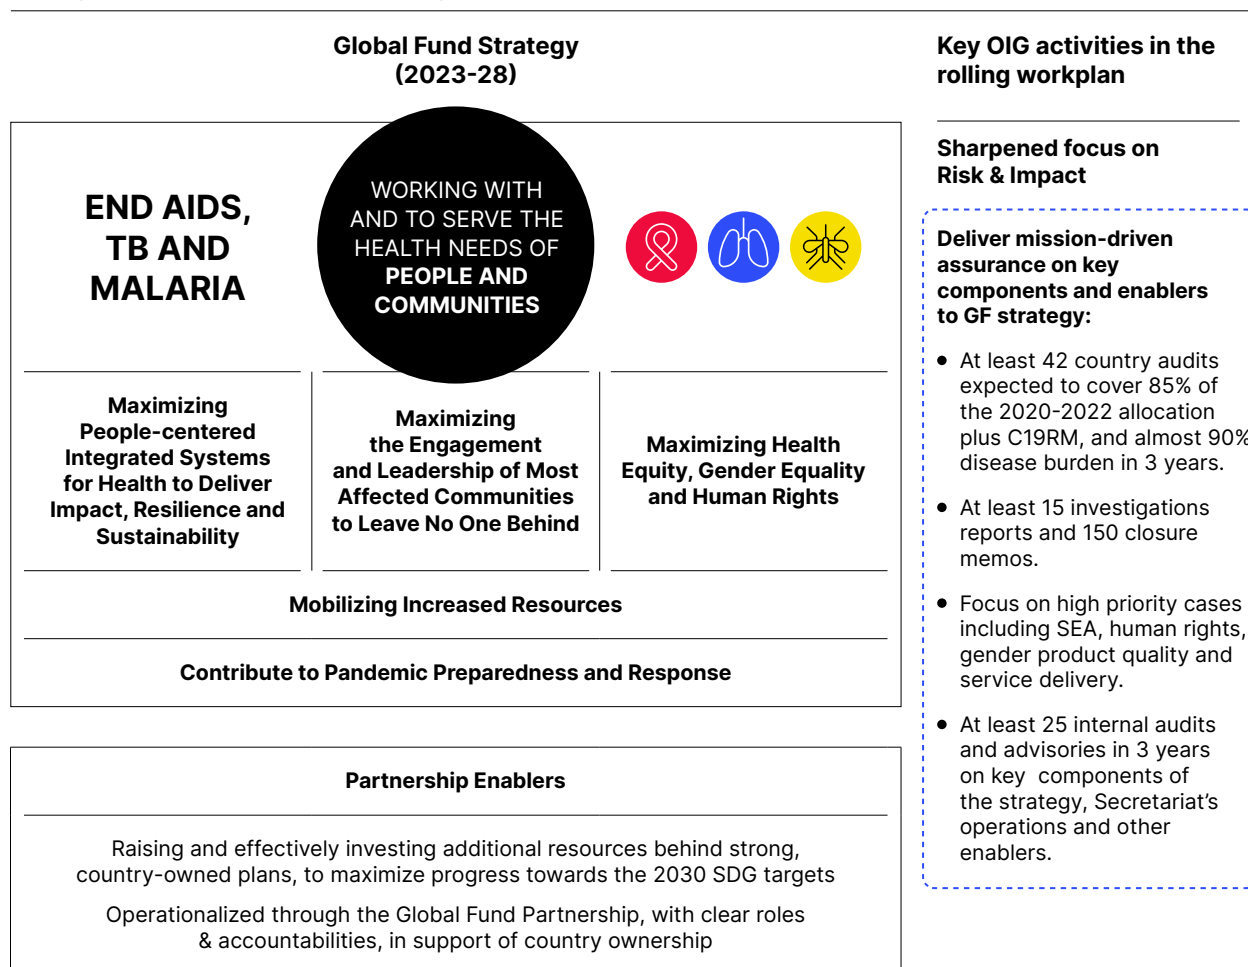 Global Fund Strategy
(2023-28)
END AIDS,
TB AND
MALARIA
WORKING WITH
AND TO SERVE THE
HEALTH NEEDS OF
PEOPLE AND
COMMUNITIES
Maximizing
People-centered
Integrated Systems
for Health to Deliver
Impact, Resilience and
Sustainability
Maximizing
the Engagement
and Leadership of Most
Affected Communities
to Leave No One Behind
Maximizing Health
Equity, Gender Equality
and Human Rights
Mobilizing Increased Resources
Contribute to Pandemic Preparedness and Response
Partnership Enablers
Raising and effectively investing additional resources behind strong,
country-owned plans, to maximize progress towards the 2030 SDG targets
Operationalized through the Global Fund Partnership, with clear roles
& accountabilities, in support of country ownership
Key OIG activities in the
rolling workplan
Sharpened focus on
Risk & Impact
Deliver mission-driven
assurance on key
components and enablers
to GF strategy:
• At least 42 country audits
expected to cover 85% of
the 2020-2022 allocation
plus C19RM, and almost 90%
disease burden in 3 years.
• At least 15 investigations
reports and 150 closure
memos.
• Focus on high priority cases
including SEA, human rights,
gender product quality and
service delivery.
• At least 25 internal audits
and advisories in 3 years
on key components of
the strategy, Secretariat's
operations and other
enablers.